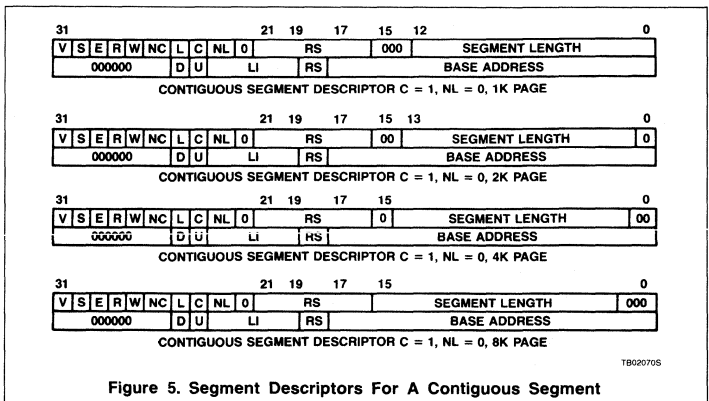 31 21 19 17 15 12 0
V S E R W NC L C NL 0 RS 000 SEGMENT LENGTH
000000 D U LI RS BASE ADDRESS
CONTIGUOUS SEGMENT DESCRIPTOR C = 1, NL = 0, 1K PAGE
31 21 19 17 15 13 0
V S E R W NC L C NL 0 RS 00 SEGMENT LENGTH 0
000000 D U LI RS BASE ADDRESS
CONTIGUOUS SEGMENT DESCRIPTOR C = 1, NL = 0, 2K PAGE
31 21 19 17 15 0
V S E R W NC L C NL 0 RS 0 SEGMENT LENGTH 00
000000 D U LI RS BASE ADDRESS
CONTIGUOUS SEGMENT DESCRIPTOR C = 1, NL = 0, 4K PAGE
31 21 19 17 15 0
V S E R W NC L C NL 0 RS SEGMENT LENGTH 000
000000 D U LI RS BASE ADDRESS
CONTIGUOUS SEGMENT DESCRIPTOR C = 1, NL = 0, 8K PAGE
TB02070S
Figure 5. Segment Descriptors For A Contiguous Segment